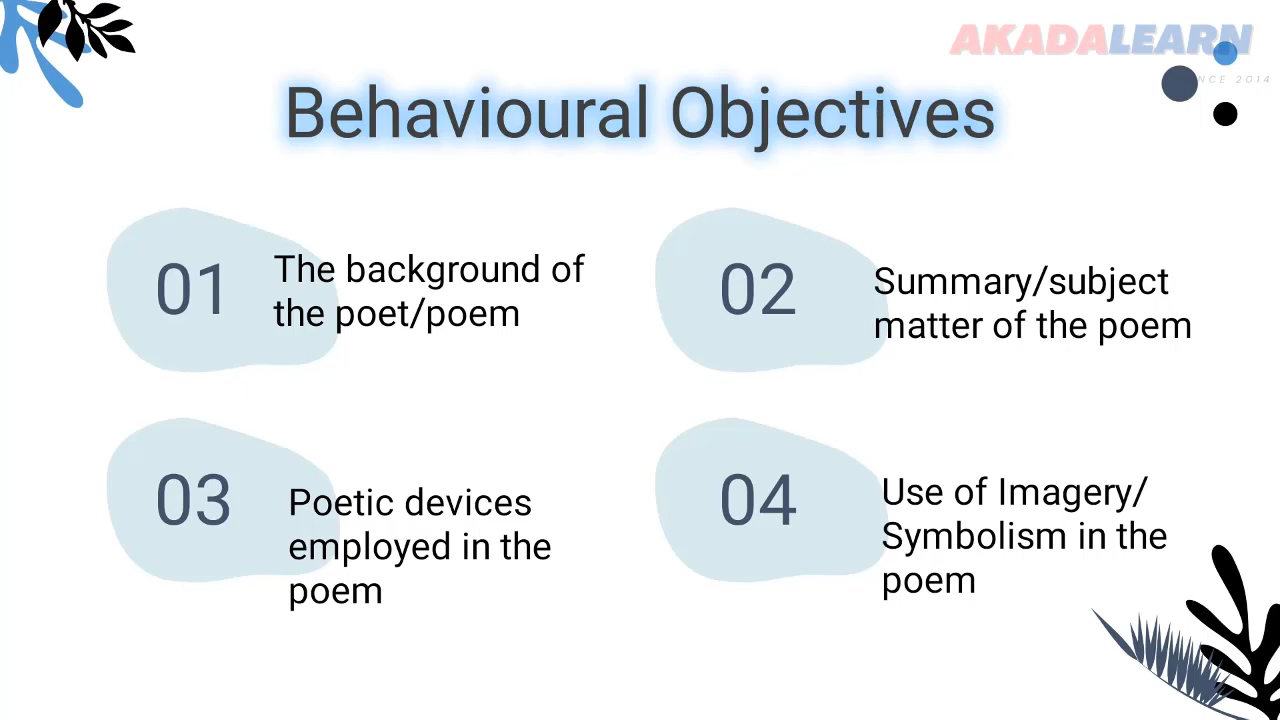 AKADALEARN
NCE 2014
Behavioural Objectives
01
The background of
the poet/poem
02
Summary/subject
matter of the poem
03
Poetic devices
employed in the
poem
04
Use of Imagery/
Symbolism in the
poem